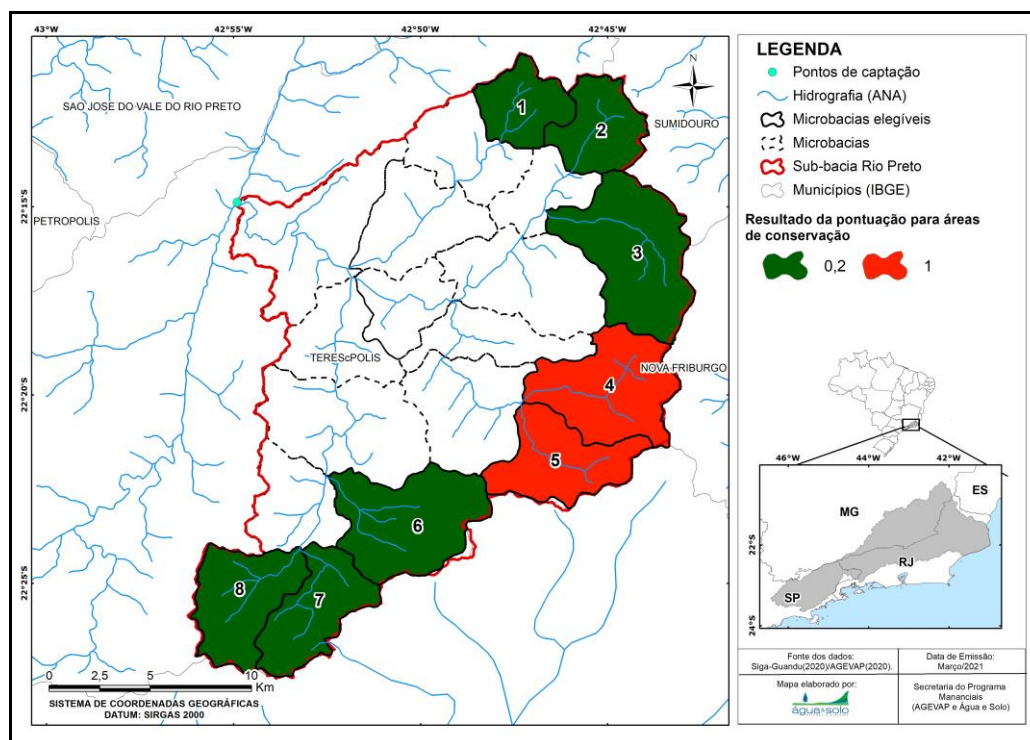 43°W
42°55'W
42°50'W
42°45'W
22°15'S
22°20'S
22°25'S
N
SAO JOSE DO VALE DO RIO PRETO
SUMIDOURO
PETROPOLIS
TEREScPOLIS
NOVA FRIBURGO
1
2
3
4
5
6
7
8
0 2,5 5 10
Km
SISTEMA DE COORDENADAS GEOGRÁFICAS
DATUM: SIRGAS 2000
LEGENDA
Pontos de captação
Hidrografia (ANA)
Microbacias elegíveis
Microbacias
Sub-bacia Rio Preto
Municípios (IBGE)
Resultado da pontuação para áreas
de conservação
0,2 1
46°W 44°W 42°W
22°S
24°S
ES
MG
RJ
SP
Fonte dos dados:
Siga-Guandu(2020)/AGEVAP(2020).
Data de Emissão:
Março/2021
Mapa elaborado por:
água&solo
Secretaria do Programa
Mananciais
(AGEVAP e Água e Solo)